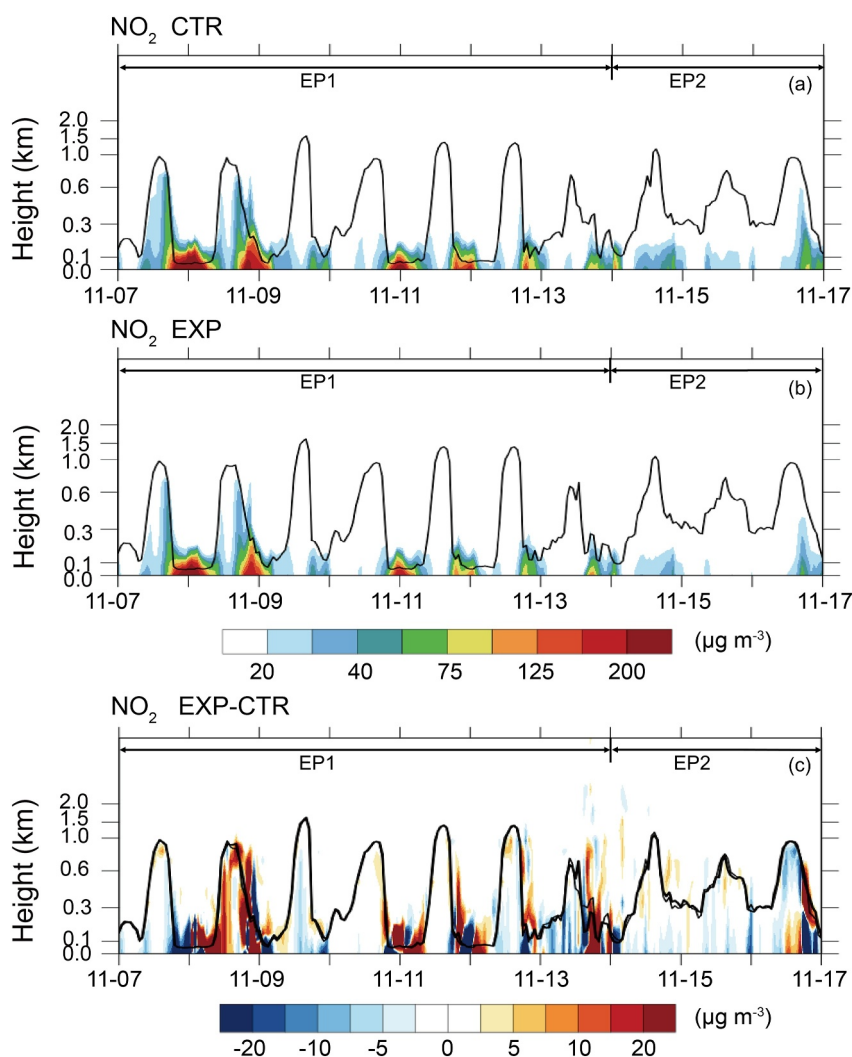 NO₂ CTR
EP1 EP2 (a)
2.0
1.5
1.0
0.6
0.3
0.1
0.0
Height (km)
11-07 11-09 11-11 11-13 11-15 11-17
NO₂ EXP
EP1 EP2 (b)
2.0
1.5
1.0
0.6
0.3
0.1
0.0
Height (km)
11-07 11-09 11-11 11-13 11-15 11-17
20 40 75 125 200 (μg m⁻³)
NO₂ EXP-CTR
EP1 EP2 (c)
2.0
1.5
1.0
0.6
0.3
0.1
0.0
Height (km)
11-07 11-09 11-11 11-13 11-15 11-17
-20 -10 -5 0 5 10 20 (μg m⁻³)